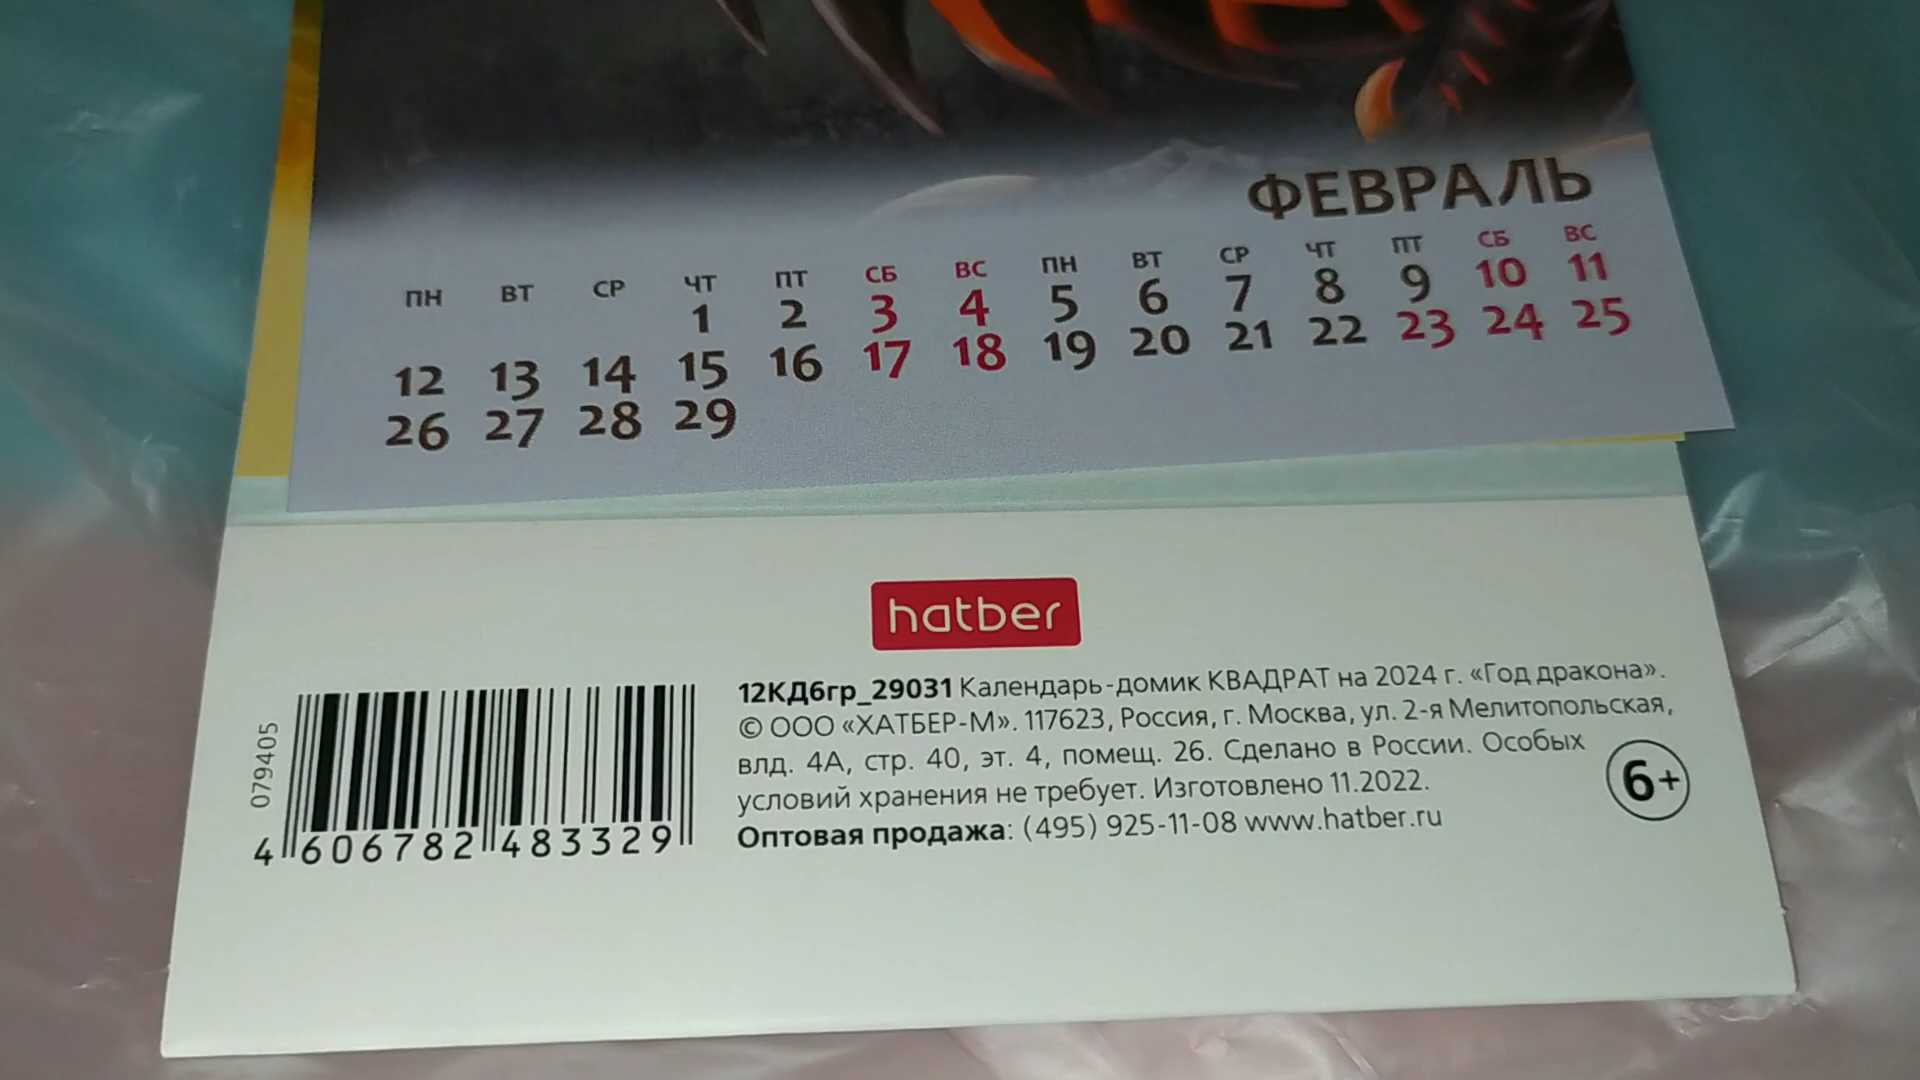 ФЕВРАЛЬ
ПН ВТ СР ЧТ ПТ СБ ВС ПН ВТ СР ЧТ ПТ СБ ВС
1 2 3 4 5 6 7 8 9 10 11
12 13 14 15 16 17 18 19 20 21 22 23 24 25
26 27 28 29
hatber
079405
4 606782 483329
12КД6гр_29031 Календарь-домик КВАДРАТ на 2024 г. «Год дракона».
© ООО «ХАТБЕР-М». 117623, Россия, г. Москва, ул. 2-я Мелитопольская,
влд. 4А, стр. 40, эт. 4, помещ. 26. Сделано в России. Особых
условий хранения не требует. Изготовлено 11.2022.
Оптовая продажа: (495) 925-11-08 www.hatber.ru
6+